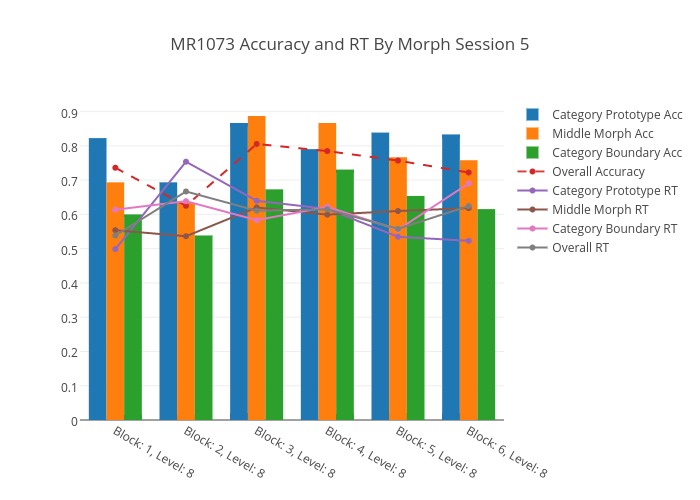 MR1073 Accuracy and RT By Morph Session 5
0.9
0.8
0.7
0.6
0.5
0.4
0.3
0.2
0.1
0
Block: 1, Level: 8
Block: 2, Level: 8
Block: 3, Level: 8
Block: 4, Level: 8
Block: 5, Level: 8
Block: 6, Level: 8
Category Prototype Acc
Middle Morph Acc
Category Boundary Acc
Overall Accuracy
Category Prototype RT
Middle Morph RT
Category Boundary RT
Overall RT